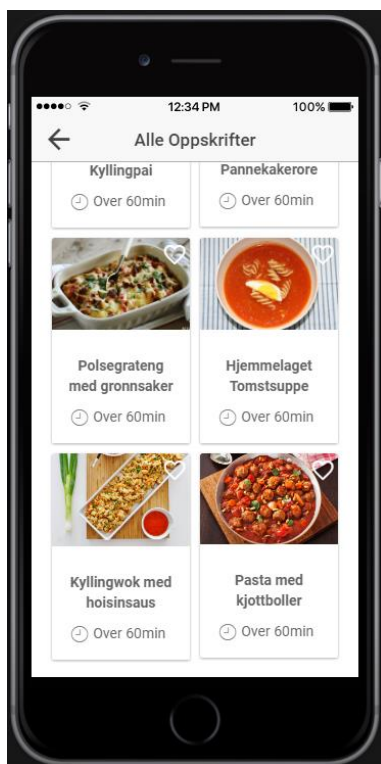 12:34 PM
100%
Alle Oppskrifter
Kyllingpai
Over 60min
Pannekakerore
Over 60min
Polsegrateng
med gronnsaker
Over 60min
Hjemmelaget
Tomstsuppe
Over 60min
Kyllingwok med
hoisinsaus
Over 60min
Pasta med
kjottboller
Over 60min